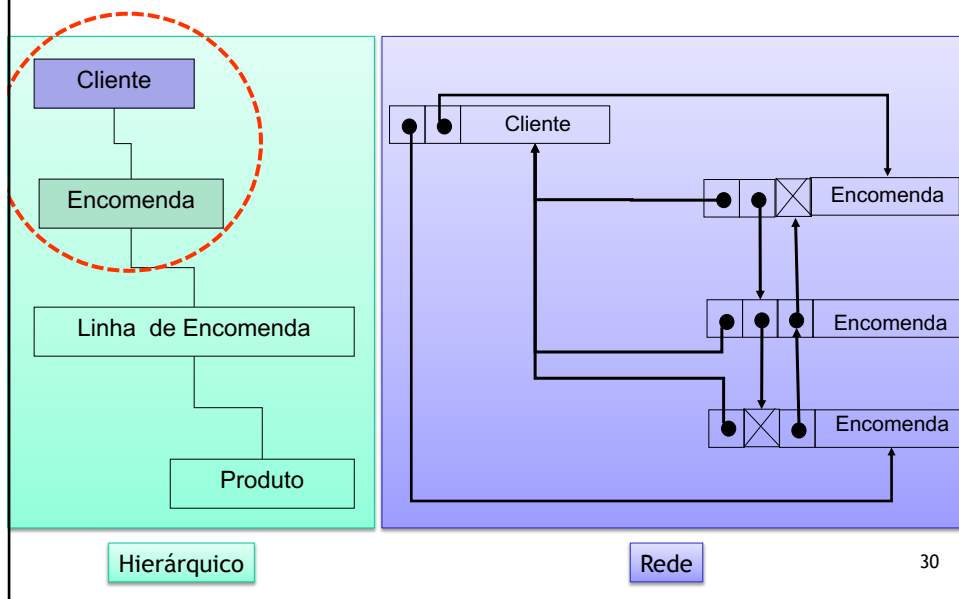 Cliente
Encomenda
Linha de Encomenda
Produto
Hierárquico
Cliente
Encomenda
Encomenda
Encomenda
Rede
30